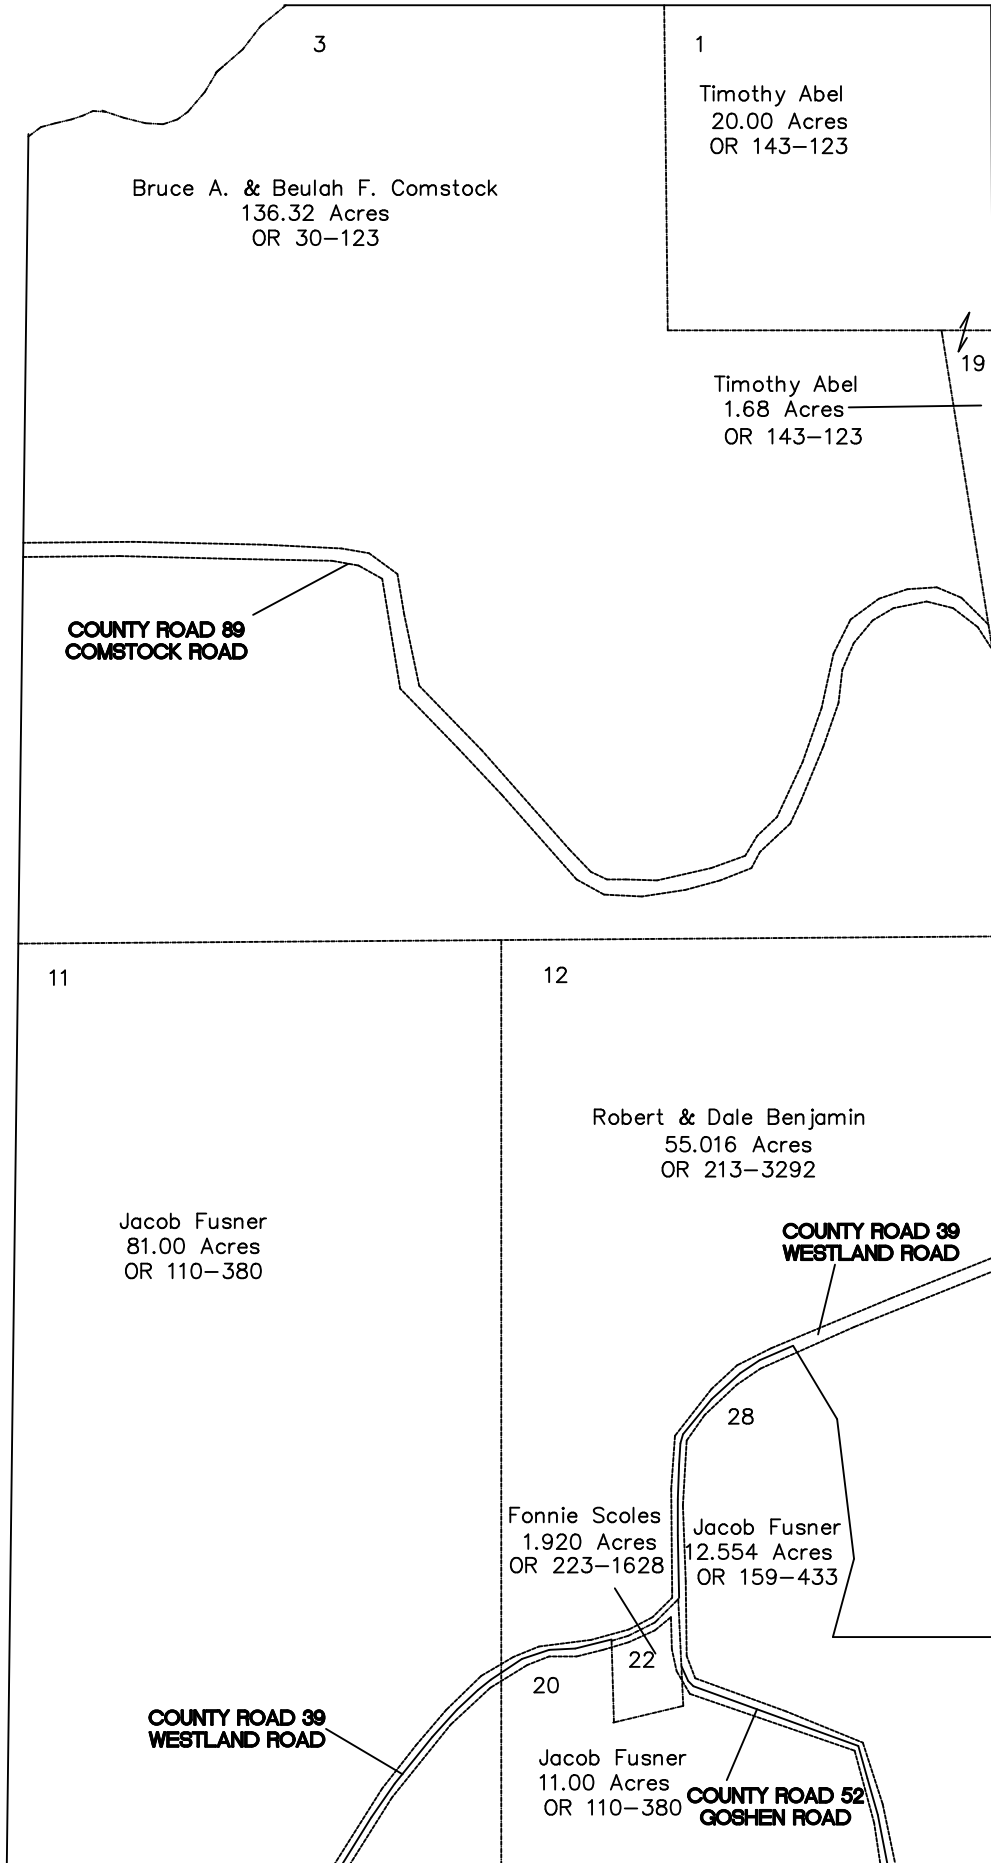 3
1
Timothy Abel
20.00 Acres
OR 143-123
Bruce A. & Beulah F. Comstock
136.32 Acres
OR 30-123
19
Timothy Abel
1.68 Acres
OR 143-123
COUNTY ROAD 89
COMSTOCK ROAD
11
12
Robert & Dale Benjamin
55.016 Acres
OR 213-3292
Jacob Fusner
81.00 Acres
OR 110-380
COUNTY ROAD 39
WESTLAND ROAD
28
Fonnie Scoles
1.920 Acres
OR 223-1628
Jacob Fusner
12.554 Acres
OR 159-433
22
20
COUNTY ROAD 39
WESTLAND ROAD
Jacob Fusner
11.00 Acres
OR 110-380
COUNTY ROAD 52
GOSHEN ROAD